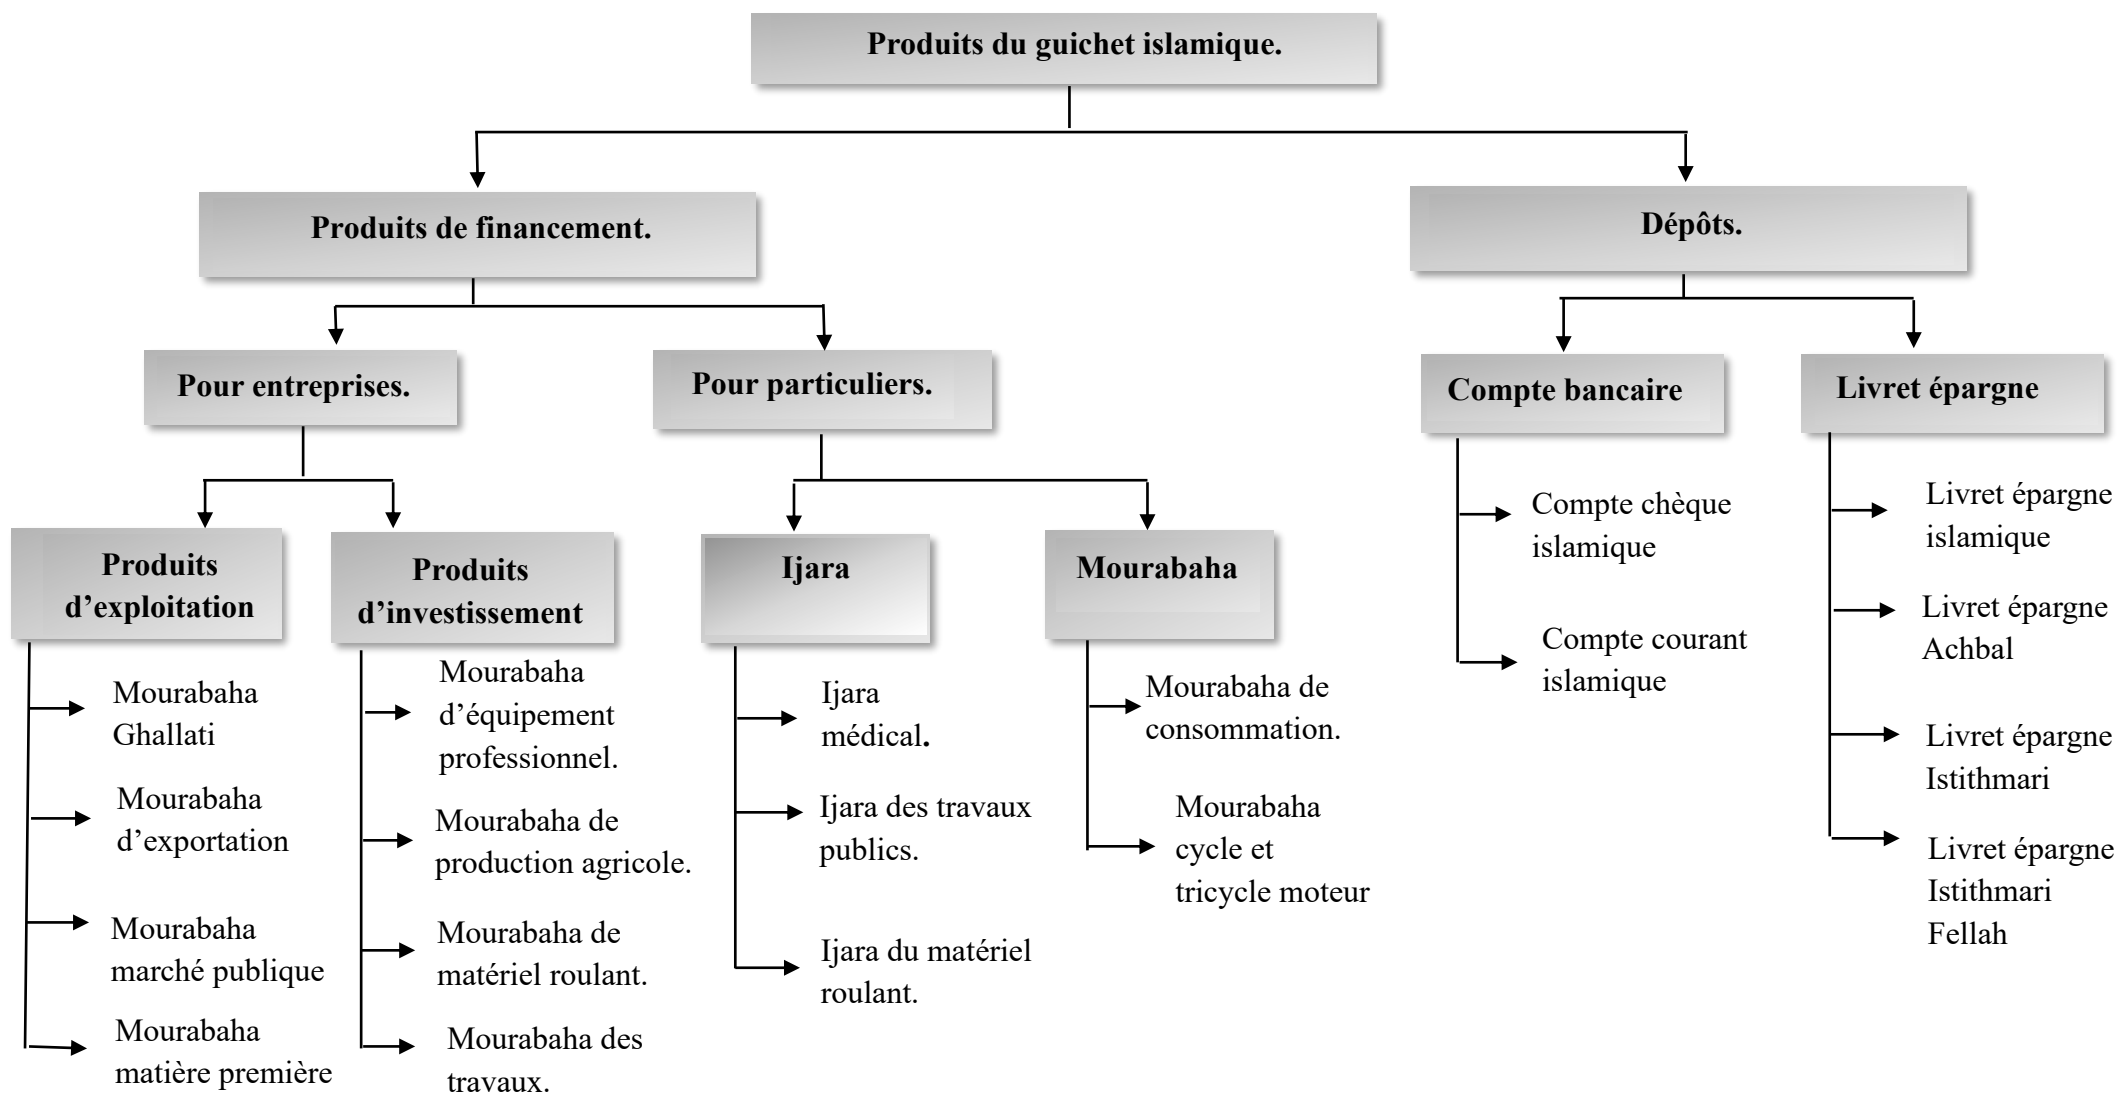 Produits du guichet islamique.
Produits de financement.
Dépôts.
Pour entreprises.
Pour particuliers.
Compte bancaire
Livret épargne
Produits
d’exploitation
Produits
d’investissement
Ijara
Mourabaha
Mourabaha
Ghallati
Mourabaha
d’exportation
Mourabaha
marché publique
Mourabaha
matière première
Mourabaha
d’équipement
professionnel.
Mourabaha de
production agricole.
Mourabaha de
matériel roulant.
Mourabaha des
travaux.
Ijara
médical.
Ijara des travaux
publics.
Ijara du matériel
roulant.
Mourabaha de
consommation.
Mourabaha
cycle et
tricycle moteur
Compte chèque
islamique
Compte courant
islamique
Livret épargne
islamique
Livret épargne
Achbal
Livret épargne
Istithmari
Livret épargne
Istithmari
Fellah